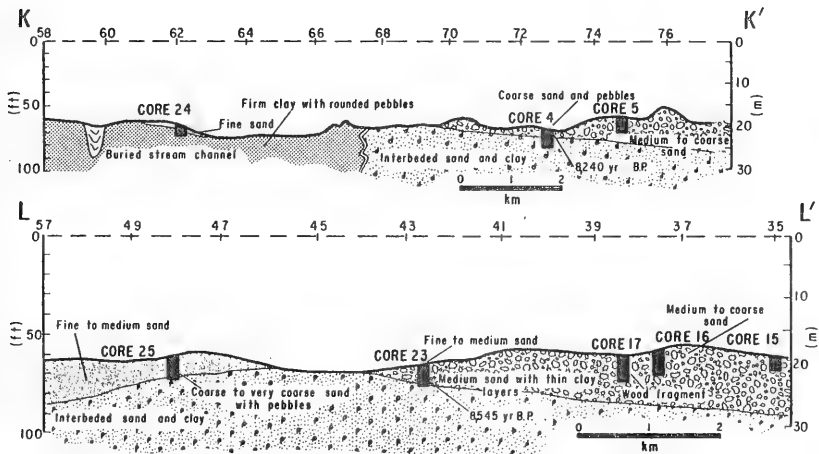 K K'
58 60 62 64 66 67 68 69 70 72 74 76
0 0
CORE 24
Firm clay with rounded pebbles
Coarse sand and pebbles
CORE 5
CORE 4
10
(ft) 50 (m)
Fine sand
20
Buried stream channel
Interbeded sand and clay
Medium to coarse
sand
8240 yr B.P.
100 30
0 1 2
km
L L'
57 49 47 45 43 41 39 37 35
0 0
10
Medium to coarse
sand
(ft) 50 (m)
Fine to medium sand
CORE 25
Fine to medium sand
CORE 23
CORE 17
CORE 16
CORE 15
20
Medium sand with thin clay
layers
Wood fragment
Coarse to very coarse sand
with pebbles
Interbeded sand and clay
8545 yr B.P.
100 30
0 1 2
km